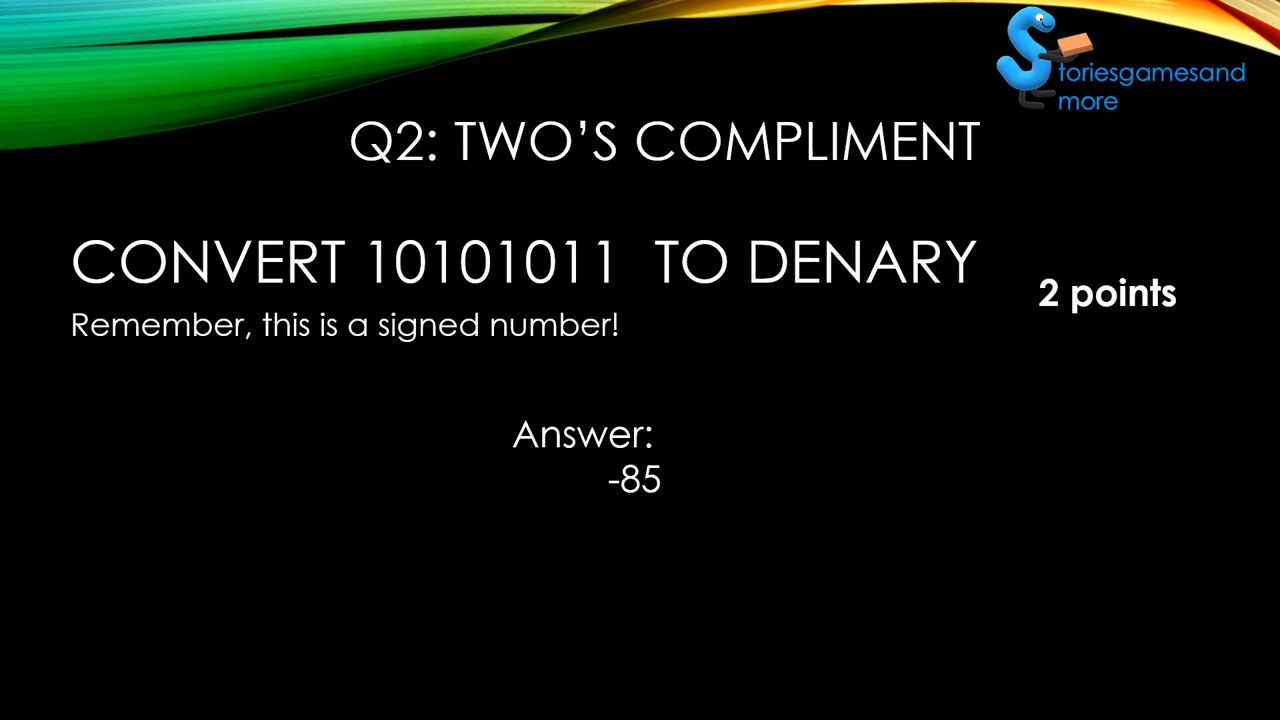 toriesgamesand
more
Q2: TWO’S COMPLIMENT
CONVERT 10101011  TO DENARY
2 points
Remember, this is a signed number!
Answer:
-85